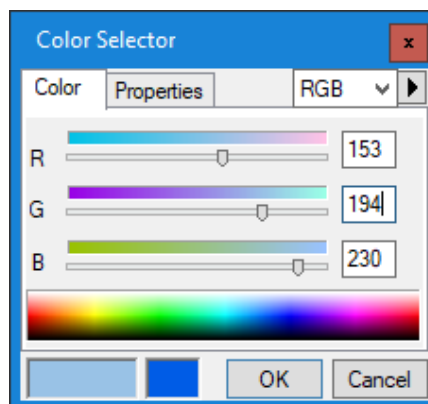 Color Selector x
Color Properties RGB
R 153
G 194
B 230
OK Cancel